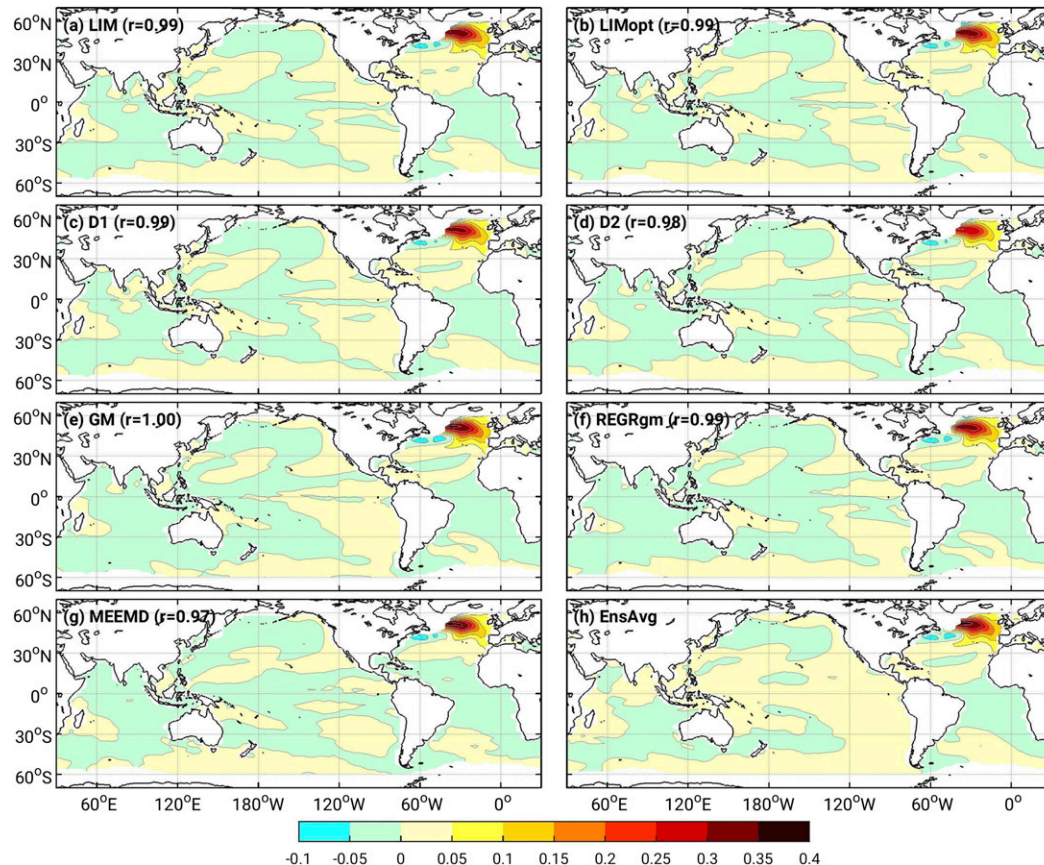 60°N (a) LIM (r=0.99) (b) LIMopt (r=0.99)
30°N
0°
30°S
60°S
60°N (c) D1 (r=0.99) (d) D2 (r=0.98)
30°N
0°
30°S
60°S
60°N (e) GM (r=1.00) (f) REGRgm (r=0.99)
30°N
0°
30°S
60°S
60°N (g) MEEMD (r=0.97) (h) EnsAvg
30°N
0°
30°S
60°S
60°E 120°E 180°W 120°W 60°W 0° 60°E 120°E 180°W 120°W 60°W 0°
-0.1 -0.05 0 0.05 0.1 0.15 0.2 0.25 0.3 0.35 0.4